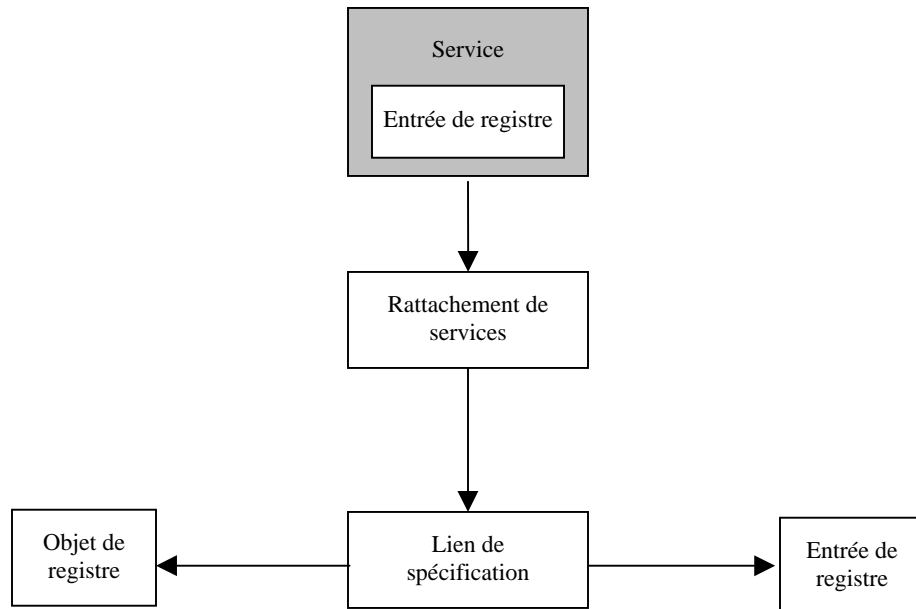 Service
Entrée de registre
Rattachement de
services
Objet de
registre
Lien de
spécification
Entrée de
registre